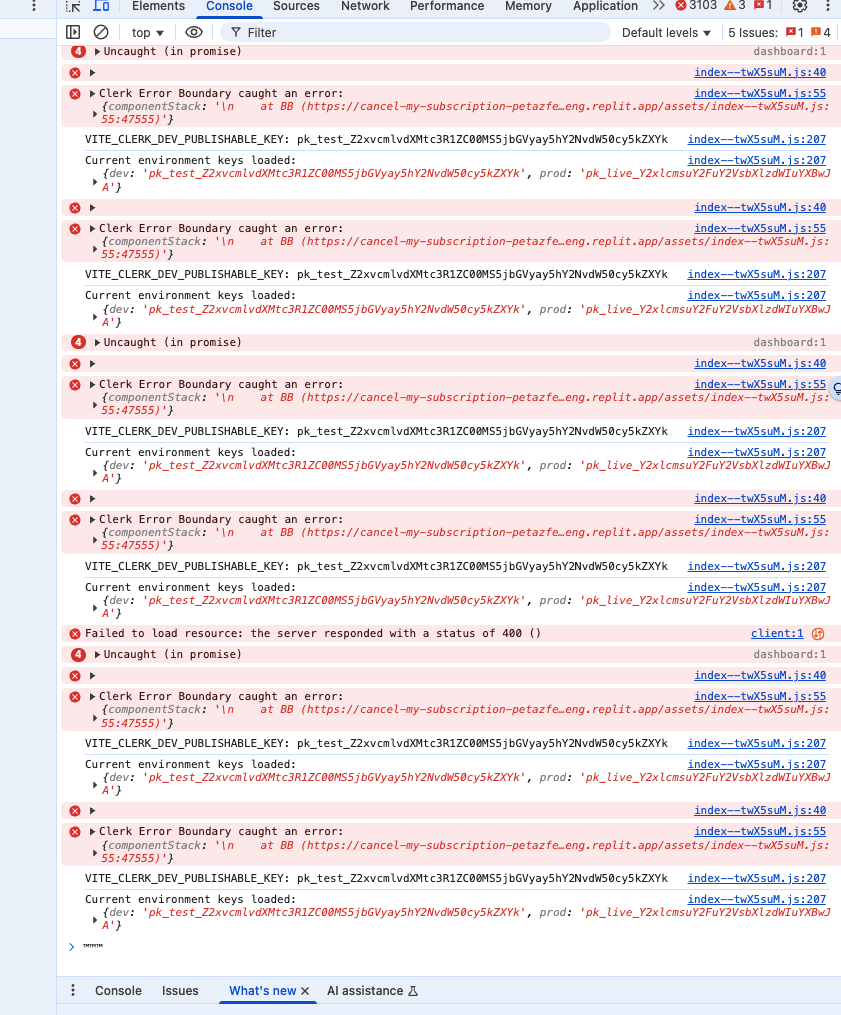 Elements Console Sources Network Performance Memory Application 3103 3 1
top Filter Default levels 5 Issues: 1 4
4 Uncaught (in promise) dashboard:1
index--twX5suM.js:40
Clerk Error Boundary caught an error: index--twX5suM.js:55
{componentStack: '\n    at BB (https://cancel-my-subscription-petazfe…eng.replit.app/assets/index--twX5suM.js:
55:47555)'}
VITE_CLERK_DEV_PUBLISHABLE_KEY: pk_test_Z2xvcmlvdXMtc3R1ZC00MS5jbGVyay5hY2NvdW50cy5kZXYk index--twX5suM.js:207
Current environment keys loaded: index--twX5suM.js:207
{dev: 'pk_test_Z2xvcmlvdXMtc3R1ZC00MS5jbGVyay5hY2NvdW50cy5kZXYk', prod: 'pk_live_Y2xlcmsuY2FuY2VsbXlzdWIuYXBwJ
A'}
index--twX5suM.js:40
Clerk Error Boundary caught an error: index--twX5suM.js:55
{componentStack: '\n    at BB (https://cancel-my-subscription-petazfe…eng.replit.app/assets/index--twX5suM.js:
55:47555)'}
VITE_CLERK_DEV_PUBLISHABLE_KEY: pk_test_Z2xvcmlvdXMtc3R1ZC00MS5jbGVyay5hY2NvdW50cy5kZXYk index--twX5suM.js:207
Current environment keys loaded: index--twX5suM.js:207
{dev: 'pk_test_Z2xvcmlvdXMtc3R1ZC00MS5jbGVyay5hY2NvdW50cy5kZXYk', prod: 'pk_live_Y2xlcmsuY2FuY2VsbXlzdWIuYXBwJ
A'}
4 Uncaught (in promise) dashboard:1
index--twX5suM.js:40
Clerk Error Boundary caught an error: index--twX5suM.js:55
{componentStack: '\n    at BB (https://cancel-my-subscription-petazfe…eng.replit.app/assets/index--twX5suM.js:
55:47555)'}
VITE_CLERK_DEV_PUBLISHABLE_KEY: pk_test_Z2xvcmlvdXMtc3R1ZC00MS5jbGVyay5hY2NvdW50cy5kZXYk index--twX5suM.js:207
Current environment keys loaded: index--twX5suM.js:207
{dev: 'pk_test_Z2xvcmlvdXMtc3R1ZC00MS5jbGVyay5hY2NvdW50cy5kZXYk', prod: 'pk_live_Y2xlcmsuY2FuY2VsbXlzdWIuYXBwJ
A'}
index--twX5suM.js:40
Clerk Error Boundary caught an error: index--twX5suM.js:55
{componentStack: '\n    at BB (https://cancel-my-subscription-petazfe…eng.replit.app/assets/index--twX5suM.js:
55:47555)'}
VITE_CLERK_DEV_PUBLISHABLE_KEY: pk_test_Z2xvcmlvdXMtc3R1ZC00MS5jbGVyay5hY2NvdW50cy5kZXYk index--twX5suM.js:207
Current environment keys loaded: index--twX5suM.js:207
{dev: 'pk_test_Z2xvcmlvdXMtc3R1ZC00MS5jbGVyay5hY2NvdW50cy5kZXYk', prod: 'pk_live_Y2xlcmsuY2FuY2VsbXlzdWIuYXBwJ
A'}
Failed to load resource: the server responded with a status of 400 () client:1
4 Uncaught (in promise) dashboard:1
index--twX5suM.js:40
Clerk Error Boundary caught an error: index--twX5suM.js:55
{componentStack: '\n    at BB (https://cancel-my-subscription-petazfe…eng.replit.app/assets/index--twX5suM.js:
55:47555)'}
VITE_CLERK_DEV_PUBLISHABLE_KEY: pk_test_Z2xvcmlvdXMtc3R1ZC00MS5jbGVyay5hY2NvdW50cy5kZXYk index--twX5suM.js:207
Current environment keys loaded: index--twX5suM.js:207
{dev: 'pk_test_Z2xvcmlvdXMtc3R1ZC00MS5jbGVyay5hY2NvdW50cy5kZXYk', prod: 'pk_live_Y2xlcmsuY2FuY2VsbXlzdWIuYXBwJ
A'}
index--twX5suM.js:40
Clerk Error Boundary caught an error: index--twX5suM.js:55
{componentStack: '\n    at BB (https://cancel-my-subscription-petazfe…eng.replit.app/assets/index--twX5suM.js:
55:47555)'}
VITE_CLERK_DEV_PUBLISHABLE_KEY: pk_test_Z2xvcmlvdXMtc3R1ZC00MS5jbGVyay5hY2NvdW50cy5kZXYk index--twX5suM.js:207
Current environment keys loaded: index--twX5suM.js:207
{dev: 'pk_test_Z2xvcmlvdXMtc3R1ZC00MS5jbGVyay5hY2NvdW50cy5kZXYk', prod: 'pk_live_Y2xlcmsuY2FuY2VsbXlzdWIuYXBwJ
A'}
™™™
Console Issues What's new AI assistance